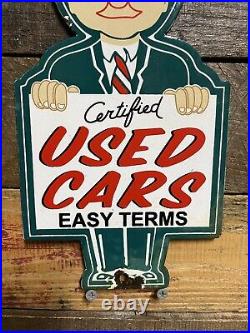 Certified
USED
CARS
EASY TERMS